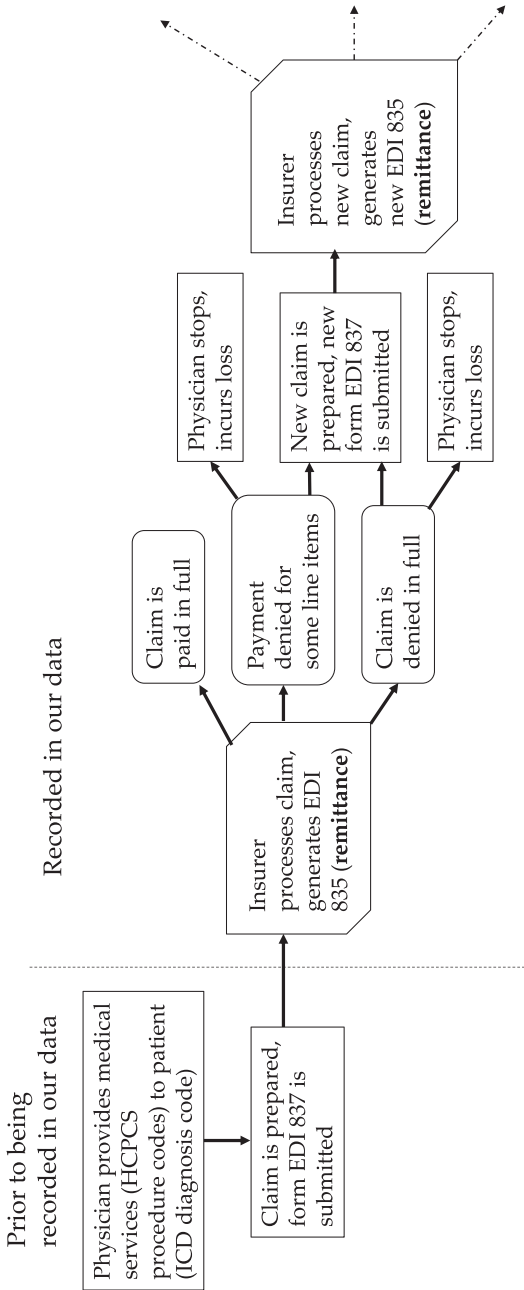 Prior to being
recorded in our data
Recorded in our data
Physician provides medical
services (HCPCS
procedure codes) to patient
(ICD diagnosis code)
Claim is prepared,
form EDI 837 is
submitted
Insurer
processes claim,
generates EDI
835 (remittance)
Claim is
paid in full
Payment
denied for
some line items
Claim is
denied in full
Physician stops,
incurs loss
New claim is
prepared, new
form EDI 837
is submitted
Physician stops,
incurs loss
Insurer
processes
new claim,
generates
new EDI 835
(remittance)